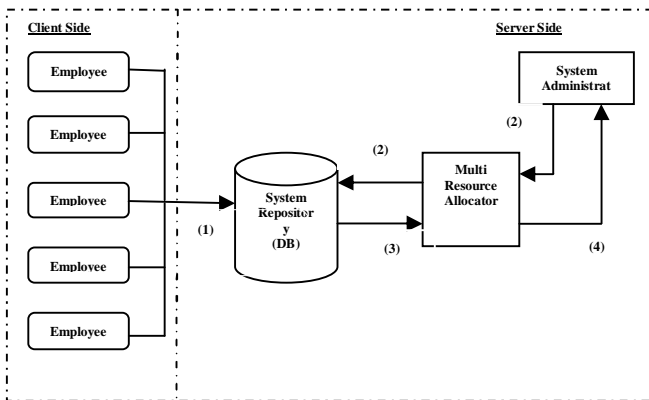 Client Side
Server Side
Employee
Employee
Employee
Employee
Employee
(1)
System
Repositor
y
(DB)
(2)
(3)
Multi
Resource
Allocator
(2)
(4)
System
Administrat